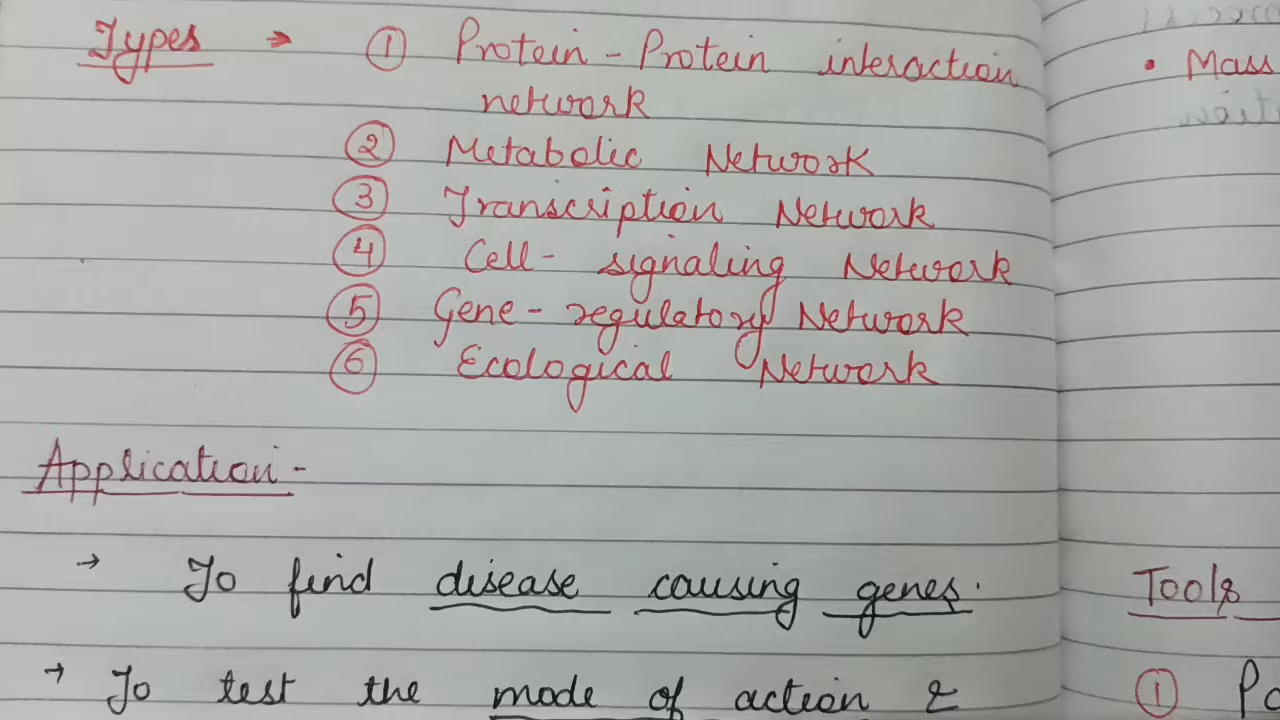 Types → ① Protein - Protein interaction
network
② Metabolic Network
③ Transcription Network
④ Cell - signaling Network
⑤ Gene - regulatory Network
⑥ Ecological Network
Application -
→ To find disease causing genes.
→ To test the mode of action &
• Mass
Tools
①